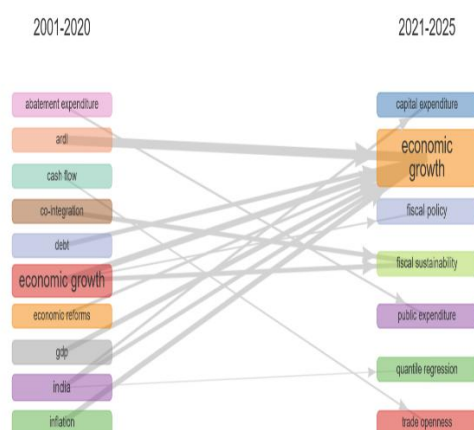 2001-2020
2021-2025
abatement expenditure
ardl
cash flow
co-integration
debt
economic growth
economic reforms
gdp
india
inflation
capital expenditure
economic
growth
fiscal policy
fiscal sustainability
public expenditure
quantile regression
trade openness